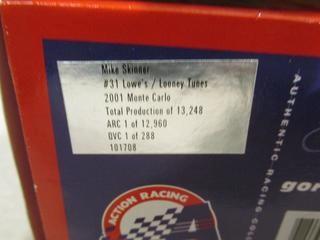 Mike Skinner
#31 Lowe's / Looney Tunes
2001 Monte Carlo
Total Production of 13,248
ARC 1 of 12,960
QVC 1 of 288
101708
ACTION RACING
AUTHENTIC RACING COL
gor